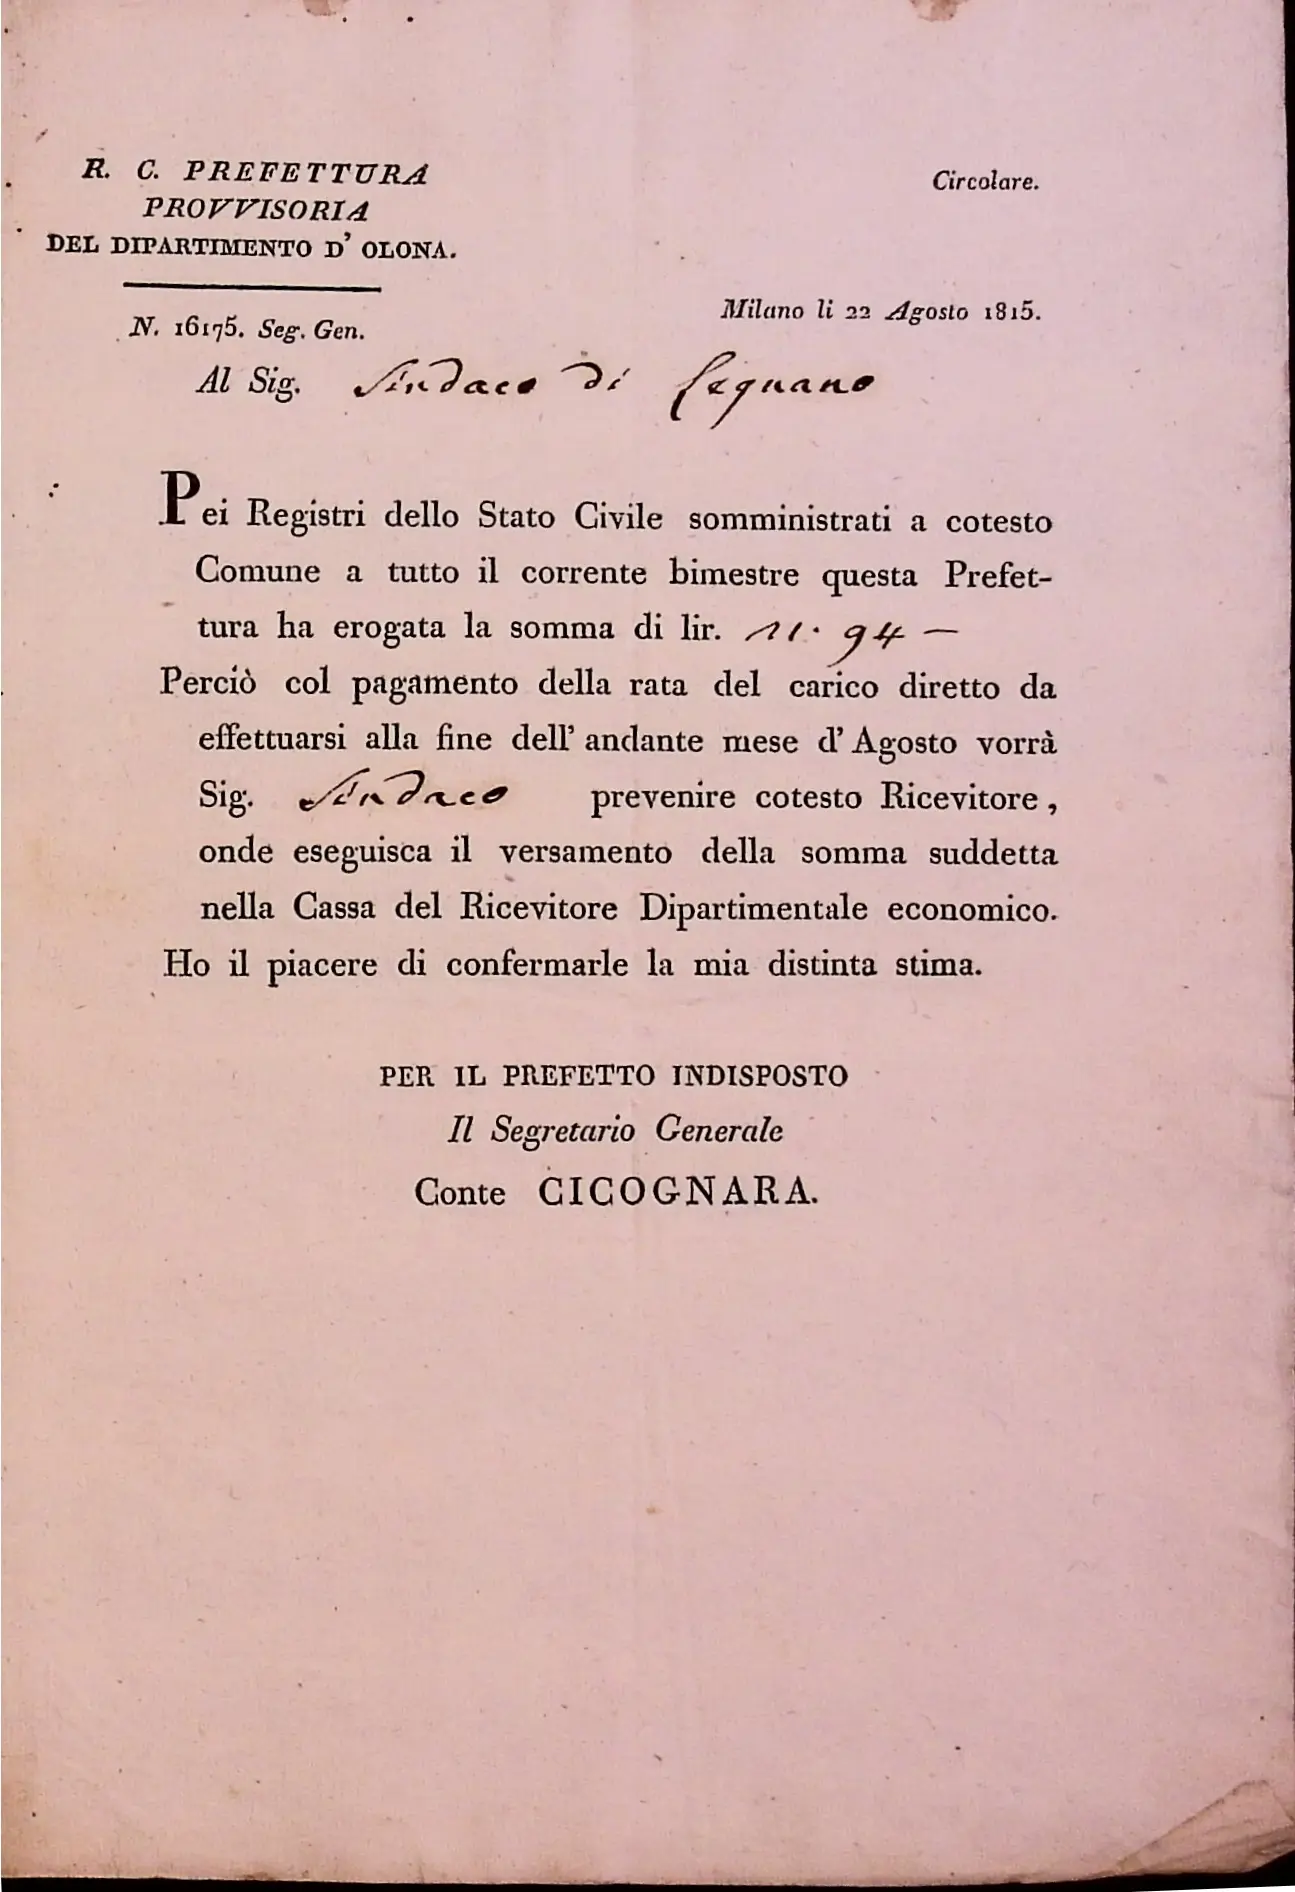 R. C. PREFETTURA
PROVVISORIA
DEL DIPARTIMENTO D' OLONA.
Circolare.
N. 16175. Seg. Gen.
Milano li 22 Agosto 1815.
Al Sig. Sindaco di Legnano
Pei Registri dello Stato Civile somministrati a cotesto
Comune a tutto il corrente bimestre questa Prefet-
tura ha erogata la somma di lir. 11. 94 —
Perciò col pagamento della rata del carico diretto da
effettuarsi alla fine dell' andante mese d' Agosto vorrà
Sig. Sindaco prevenire cotesto Ricevitore,
onde eseguisca il versamento della somma suddetta
nella Cassa del Ricevitore Dipartimentale economico.
Ho il piacere di confermarle la mia distinta stima.
PER IL PREFETTO INDISPOSTO
Il Segretario Generale
Conte CICOGNARA.